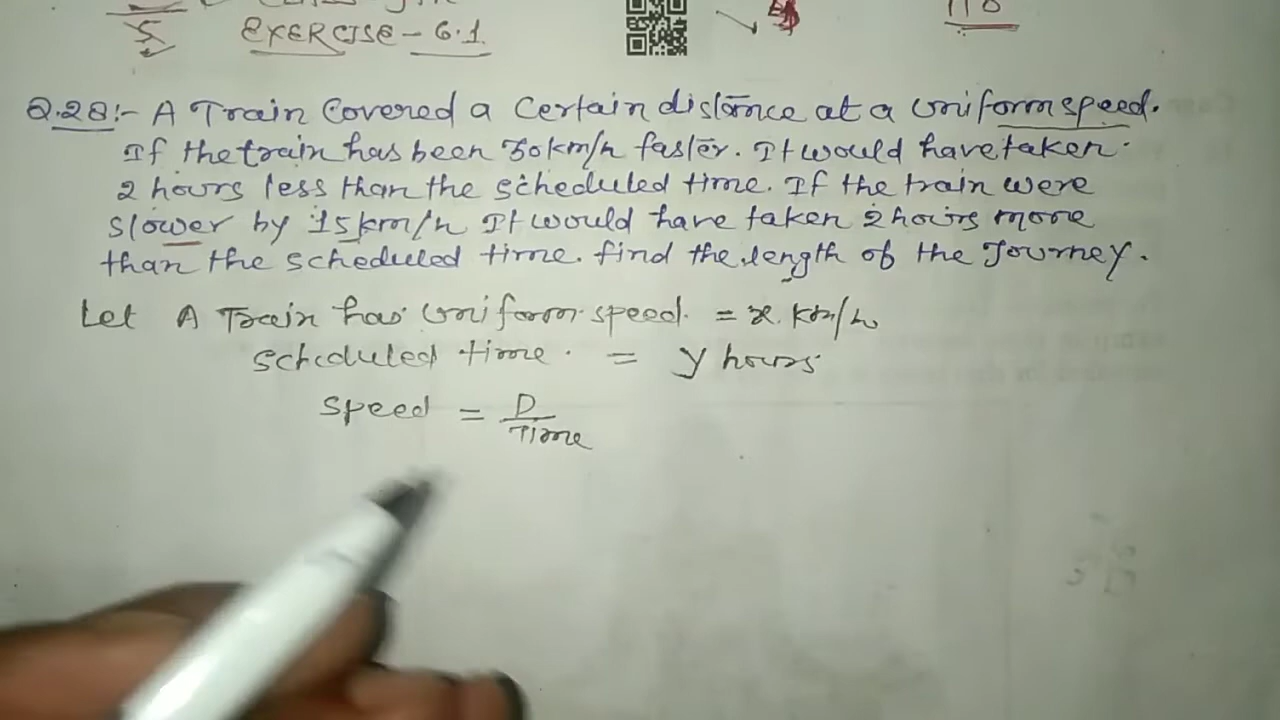 5 EXERCISE - 6.1 110
Q.28:- A Train Covered a Certain distance at a uniform speed.
If the train has been 30km/h faster. It would have taken
2 hours less than the scheduled time. If the train were
slower by 15km/h It would have taken 2 hours more
than the scheduled time. find the length of the Journey.
Let A Train has uniform speed = x km/h
Scheduled time = y hours
Speed = D
Time